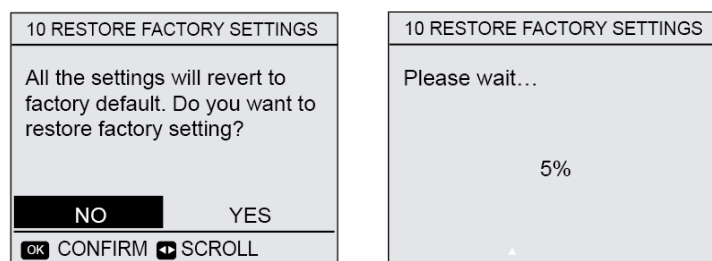 10 RESTORE FACTORY SETTINGS
All the settings will revert to
factory default. Do you want to
restore factory setting?
NO YES
OK CONFIRM SCROLL
10 RESTORE FACTORY SETTINGS
Please wait…
5%